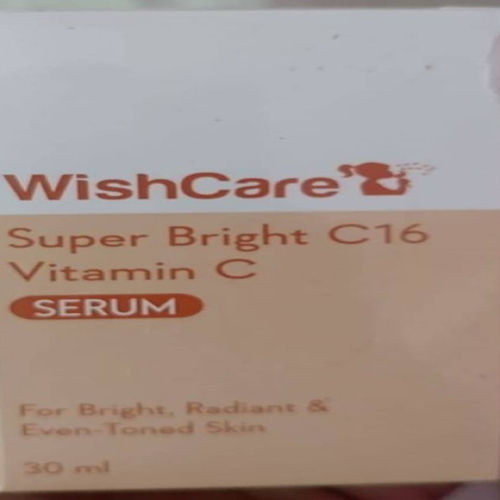 WishCare
Super Bright C16
Vitamin C
SERUM
For Bright, Radiant &
Even-Toned Skin
30 ml